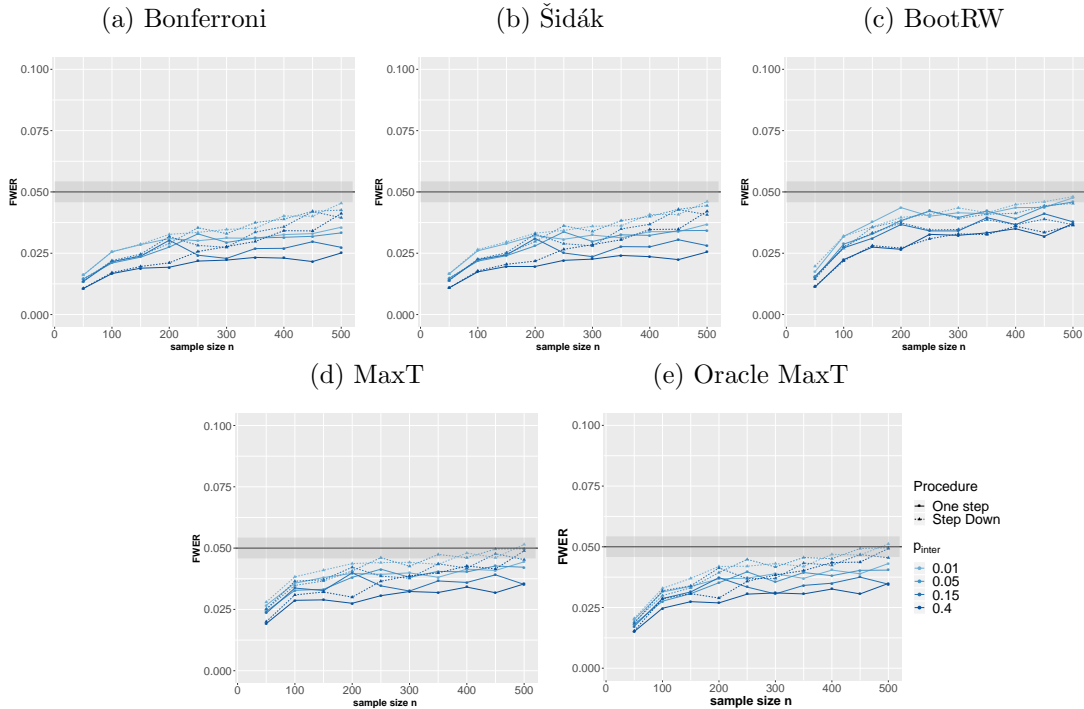 (a) Bonferroni
(b) Šidák
(c) BootRW
0.100
0.075
0.050
0.025
0.000
FWER
0 100 200 300 400 500
sample size n
0.100
0.075
0.050
0.025
0.000
FWER
0 100 200 300 400 500
sample size n
0.100
0.075
0.050
0.025
0.000
FWER
0 100 200 300 400 500
sample size n
(d) MaxT
(e) Oracle MaxT
0.100
0.075
0.050
0.025
0.000
FWER
0 100 200 300 400 500
sample size n
0.100
0.075
0.050
0.025
0.000
FWER
0 100 200 300 400 500
sample size n
Procedure
One step
Step Down
p_inter
0.01
0.05
0.15
0.4